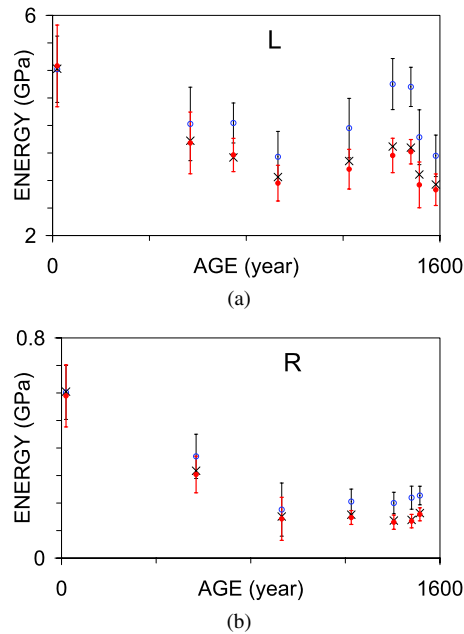 6
L
ENERGY (GPa)
2
0
AGE (year)
1600
(a)
0.8
R
ENERGY (GPa)
0
0
AGE (year)
1600
(b)